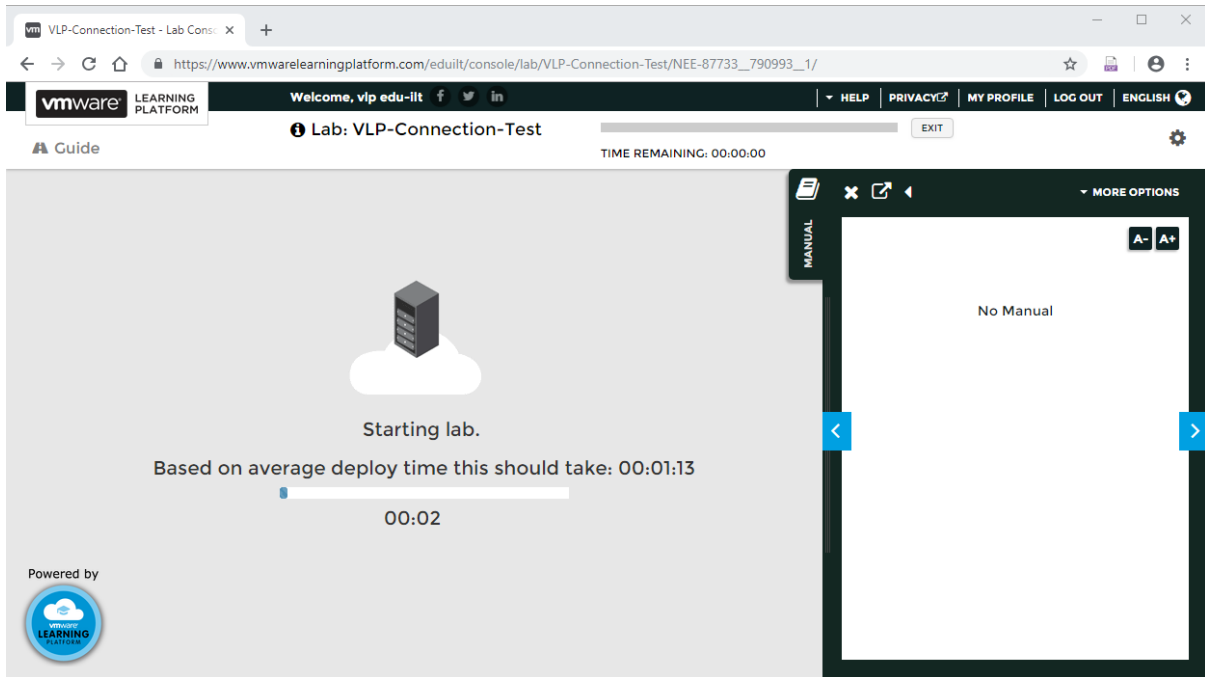 vm VLP-Connection-Test - Lab Cons
https://www.vmwarelearningplatform.com/eduilt/console/lab/VLP-Connection-Test/NEE-87733__790993__1/
vmware® LEARNING PLATFORM
Welcome, vlp edu-ilt
HELP PRIVACY MY PROFILE LOG OUT ENGLISH
Guide
Lab: VLP-Connection-Test
EXIT
TIME REMAINING: 00:00:00
MORE OPTIONS
MANUAL
A- A+
No Manual
Starting lab.
Based on average deploy time this should take: 00:01:13
00:02
Powered by
vmware
LEARNING
PLATFORM